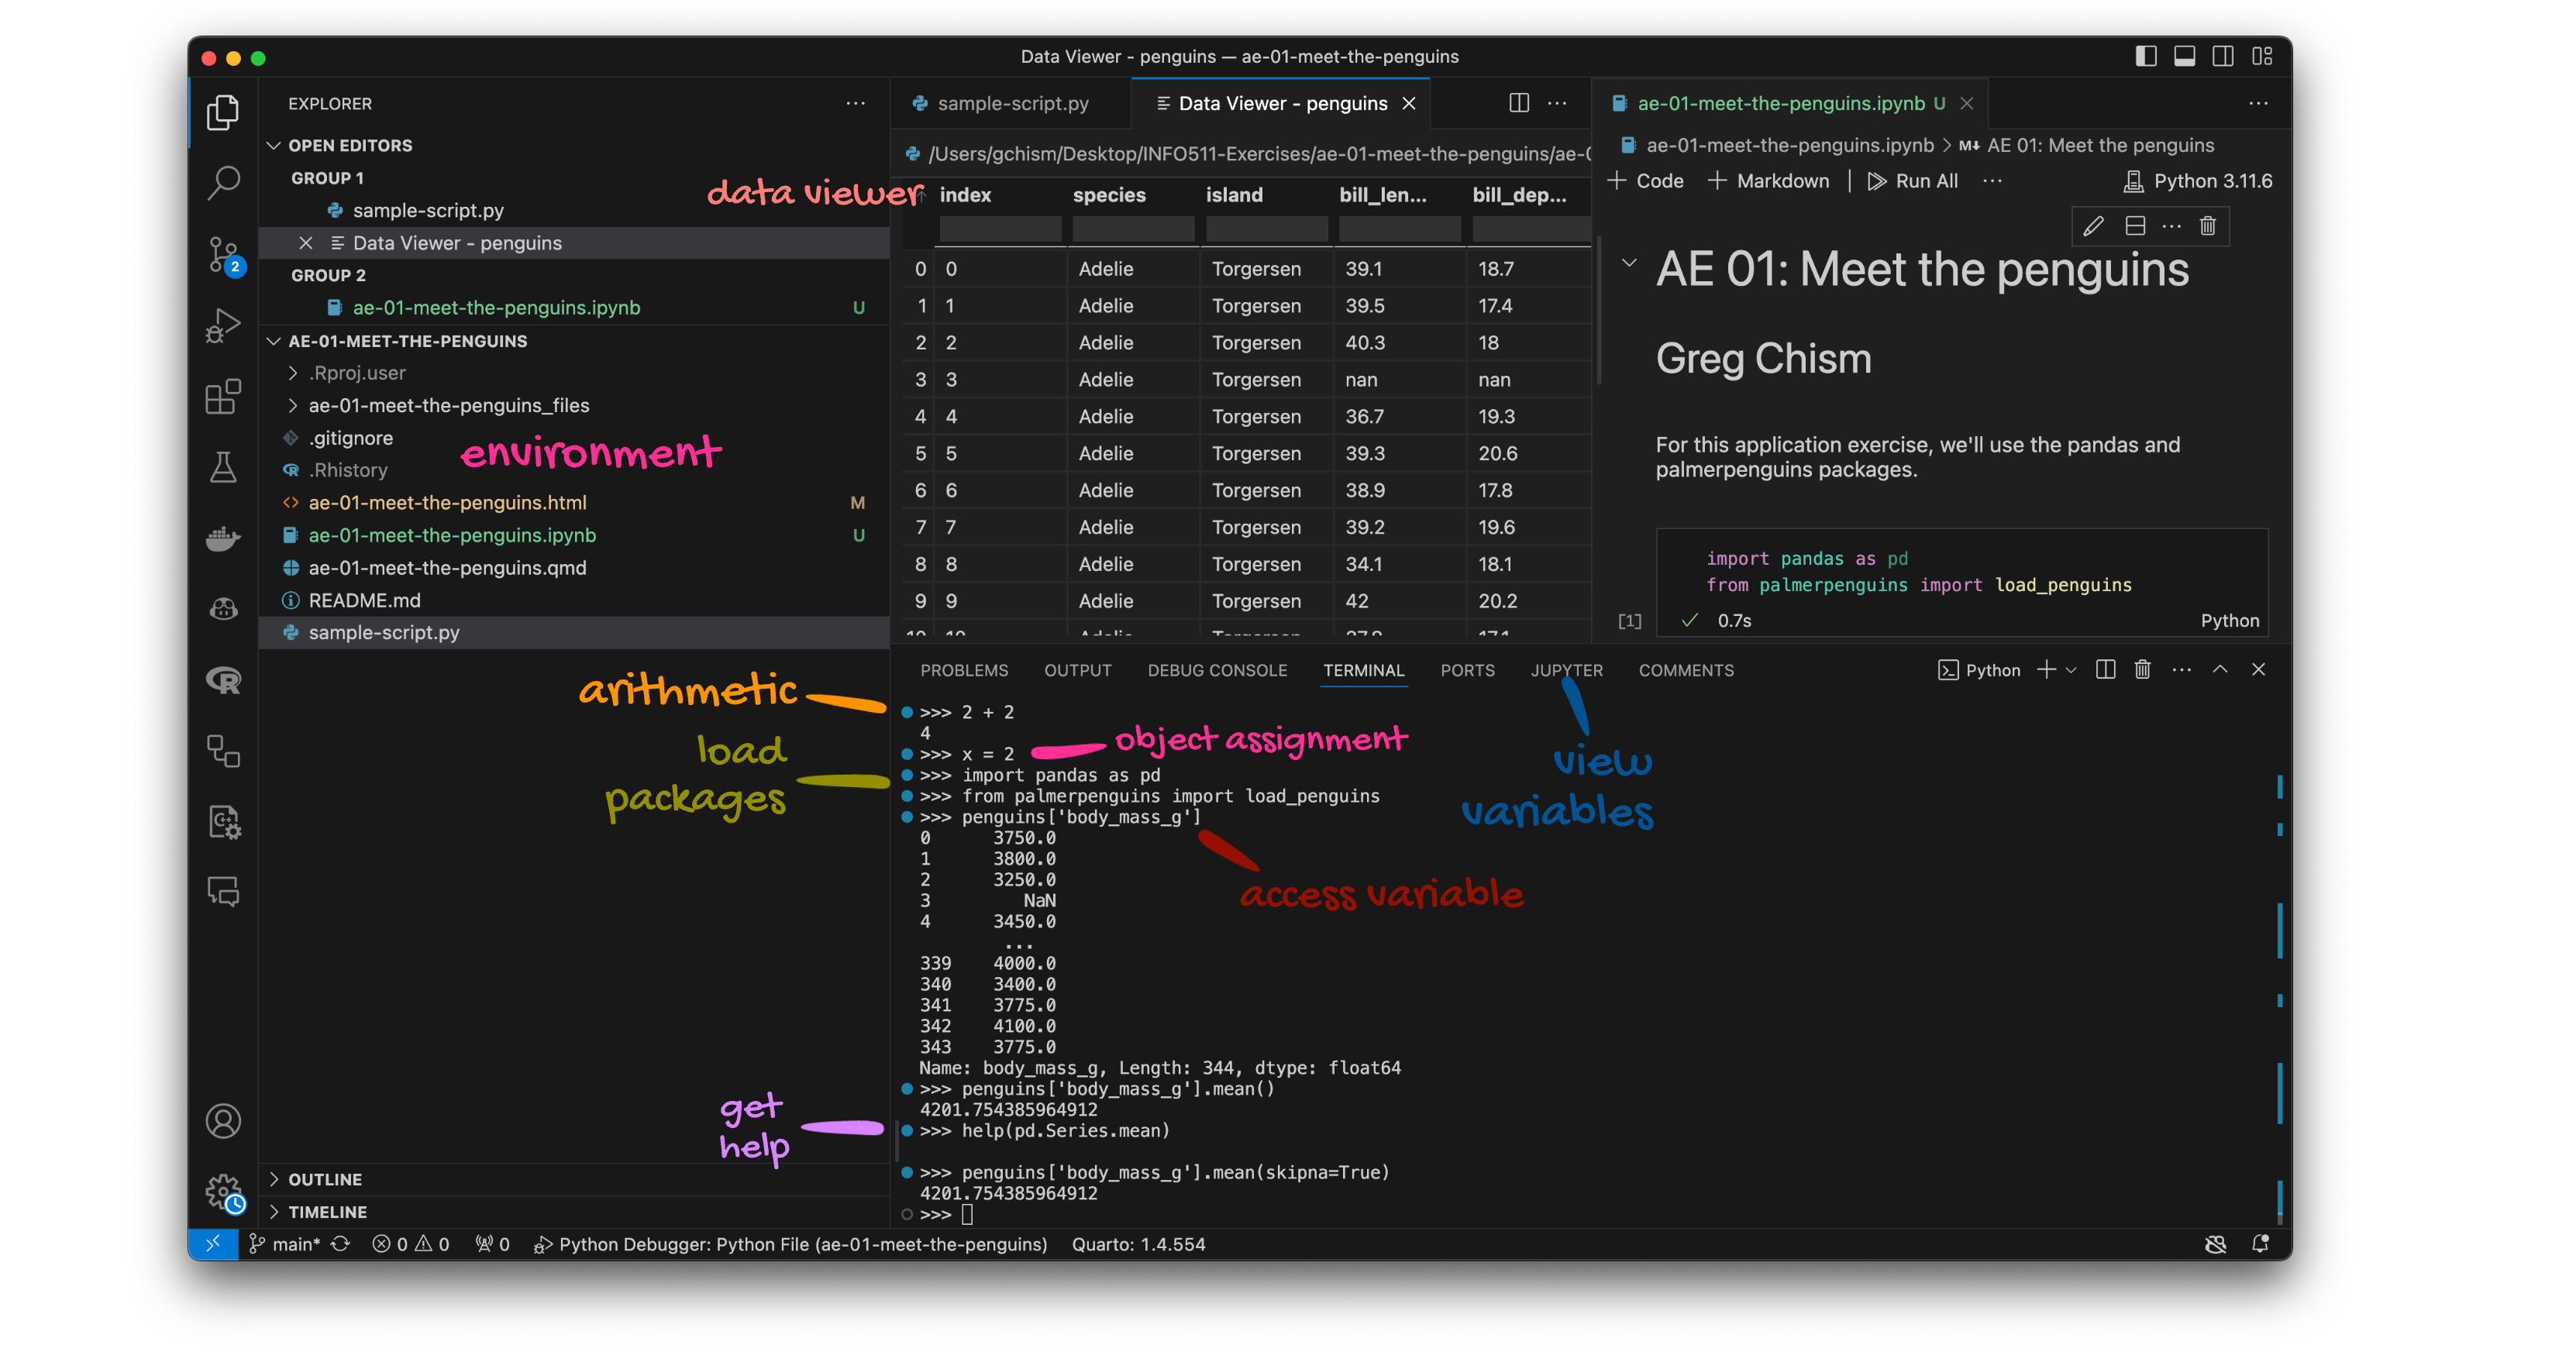 Data Viewer - penguins — ae-01-meet-the-penguins
EXPLORER
OPEN EDITORS
GROUP 1
sample-script.py
Data Viewer - penguins
GROUP 2
ae-01-meet-the-penguins.ipynb U
AE-01-MEET-THE-PENGUINS
.Rproj.user
ae-01-meet-the-penguins_files
.gitignore
.Rhistory
ae-01-meet-the-penguins.html M
ae-01-meet-the-penguins.ipynb U
ae-01-meet-the-penguins.qmd
README.md
sample-script.py
OUTLINE
TIMELINE
2
data viewer
environment
arithmetic
load
packages
get
help
sample-script.py
Data Viewer - penguins
/Users/gchism/Desktop/INFO511-Exercises/ae-01-meet-the-penguins/ae-0
index species island bill_len... bill_dep...
0 0 Adelie Torgersen 39.1 18.7
1 1 Adelie Torgersen 39.5 17.4
2 2 Adelie Torgersen 40.3 18
3 3 Adelie Torgersen nan nan
4 4 Adelie Torgersen 36.7 19.3
5 5 Adelie Torgersen 39.3 20.6
6 6 Adelie Torgersen 38.9 17.8
7 7 Adelie Torgersen 39.2 19.6
8 8 Adelie Torgersen 34.1 18.1
9 9 Adelie Torgersen 42 20.2
ae-01-meet-the-penguins.ipynb U
ae-01-meet-the-penguins.ipynb > M↓ AE 01: Meet the penguins
+ Code + Markdown | Run All ... Python 3.11.6
AE 01: Meet the penguins
Greg Chism
For this application exercise, we'll use the pandas and
palmerpenguins packages.
import pandas as pd
from palmerpenguins import load_penguins
[1] ✓ 0.7s Python
PROBLEMS OUTPUT DEBUG CONSOLE TERMINAL PORTS JUPYTER COMMENTS Python
>>> 2 + 2
4
>>> x = 2
object assignment
>>> import pandas as pd
>>> from palmerpenguins import load_penguins
>>> penguins['body_mass_g']
0 3750.0
1 3800.0
2 3250.0
3 NaN
4 3450.0
...
339 4000.0
340 3400.0
341 3775.0
342 4100.0
343 3775.0
Name: body_mass_g, Length: 344, dtype: float64
>>> penguins['body_mass_g'].mean()
4201.754385964912
>>> help(pd.Series.mean)
>>> penguins['body_mass_g'].mean(skipna=True)
4201.754385964912
>>>
view
variables
access variable
main* 0 0 0 Python Debugger: Python File (ae-01-meet-the-penguins) Quarto: 1.4.554